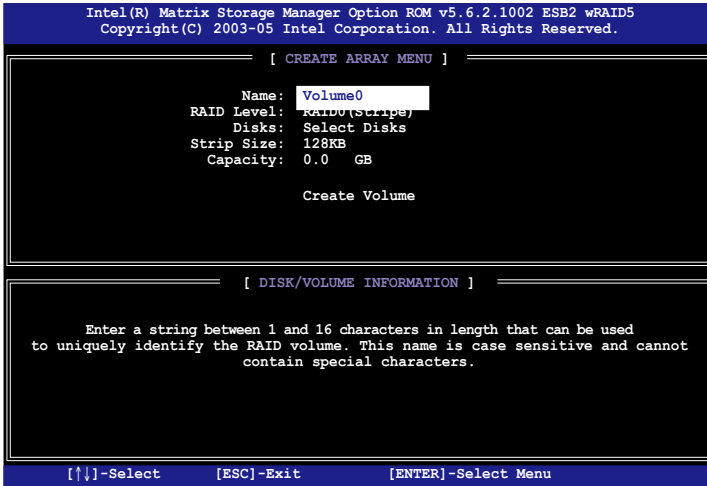 Intel(R) Matrix Storage Manager Option ROM v5.6.2.1002 ESB2 wRAID5
Copyright(C) 2003-05 Intel Corporation. All Rights Reserved.
[ CREATE ARRAY MENU ]
Name: Volume0
RAID Level: RAID0(Stripe)
Disks: Select Disks
Strip Size: 128KB
Capacity: 0.0 GB
Create Volume
[ DISK/VOLUME INFORMATION ]
Enter a string between 1 and 16 characters in length that can be used
to uniquely identify the RAID volume. This name is case sensitive and cannot
contain special characters.
[↑↓]-Select [ESC]-Exit [ENTER]-Select Menu